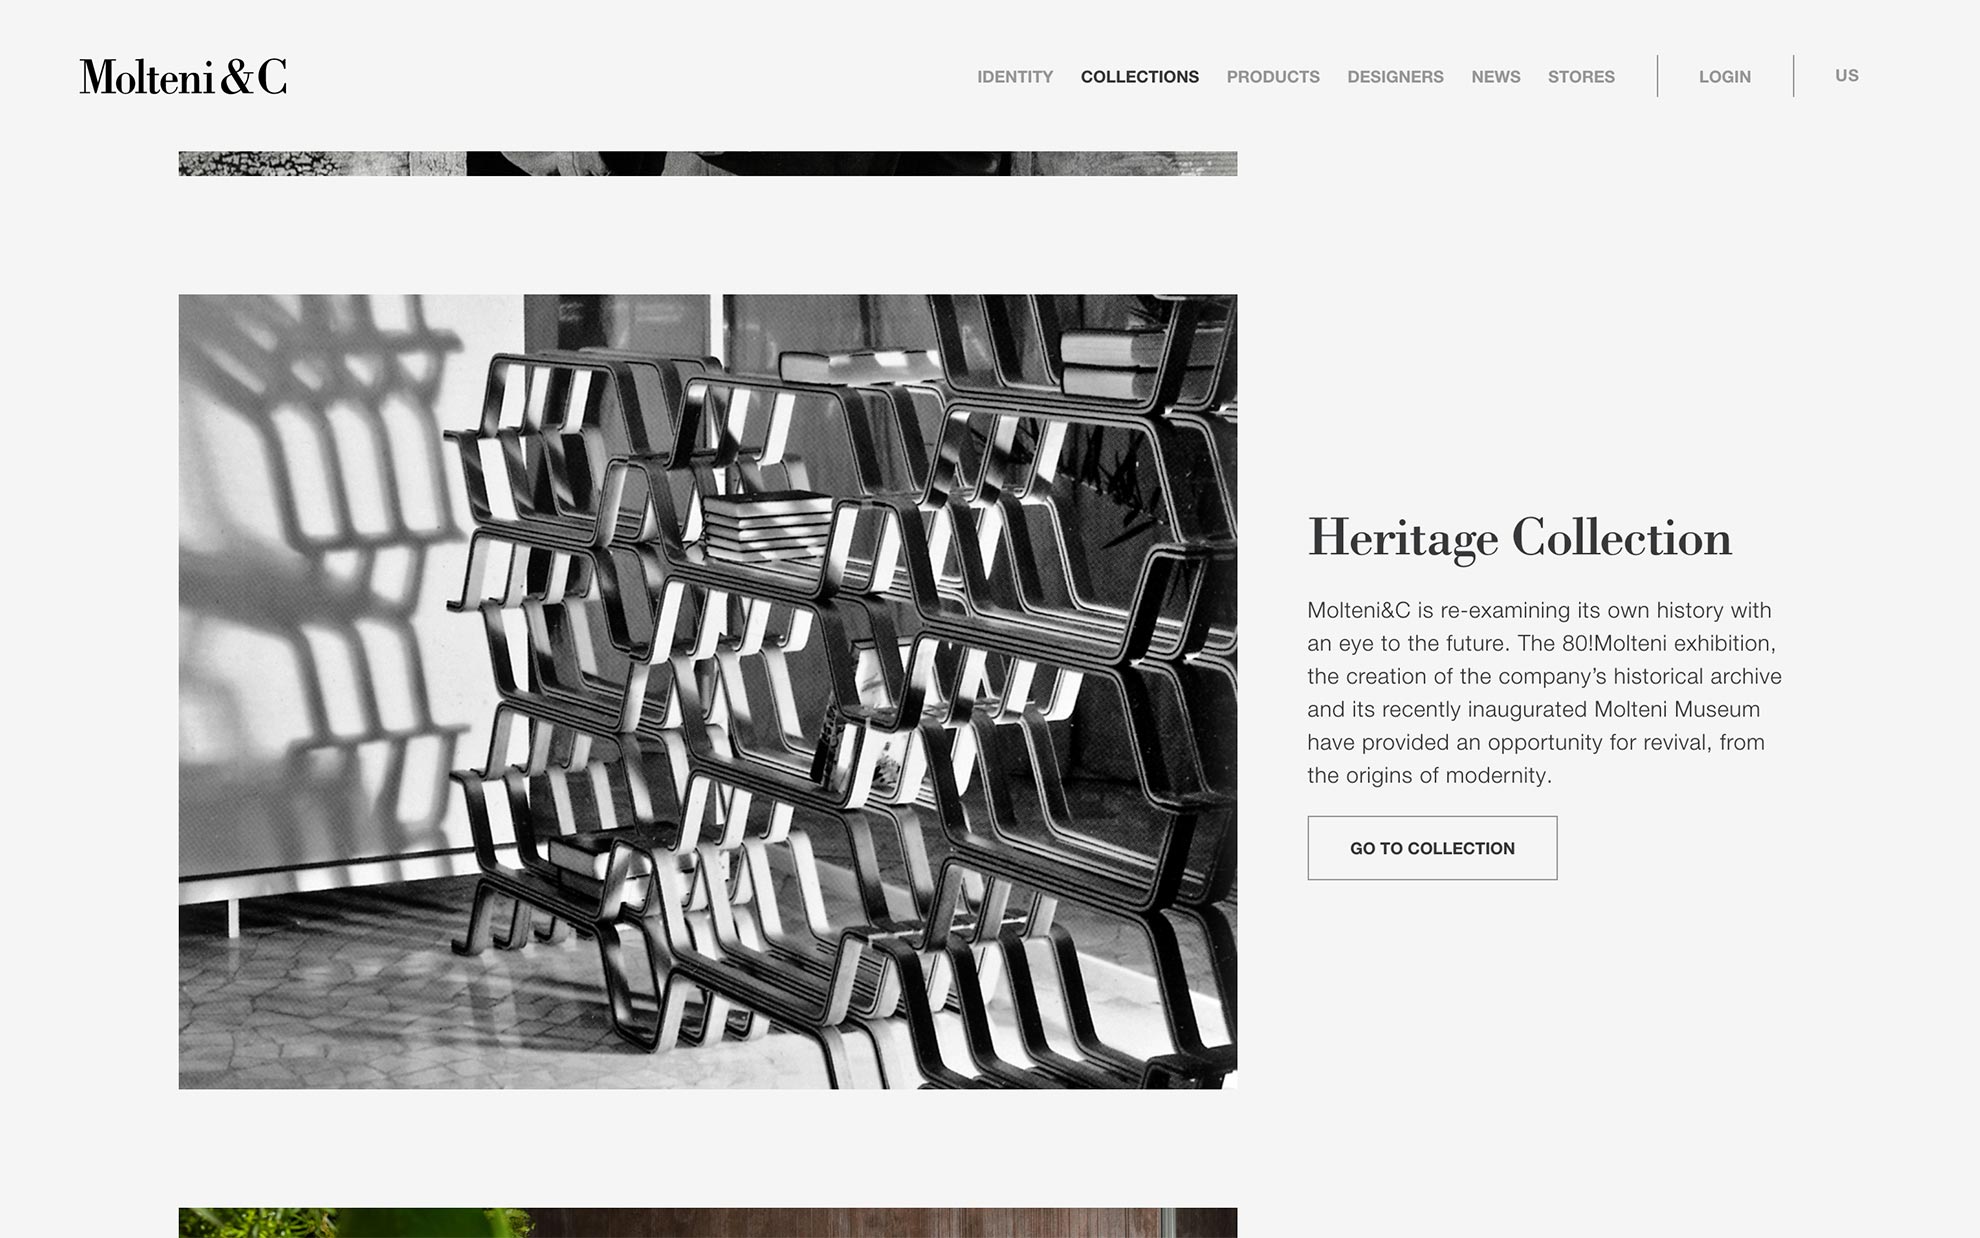 Molteni&C
IDENTITY COLLECTIONS PRODUCTS DESIGNERS NEWS STORES LOGIN US
Heritage Collection
Molteni&C is re-examining its own history with
an eye to the future. The 80!Molteni exhibition,
the creation of the company’s historical archive
and its recently inaugurated Molteni Museum
have provided an opportunity for revival, from
the origins of modernity.
GO TO COLLECTION